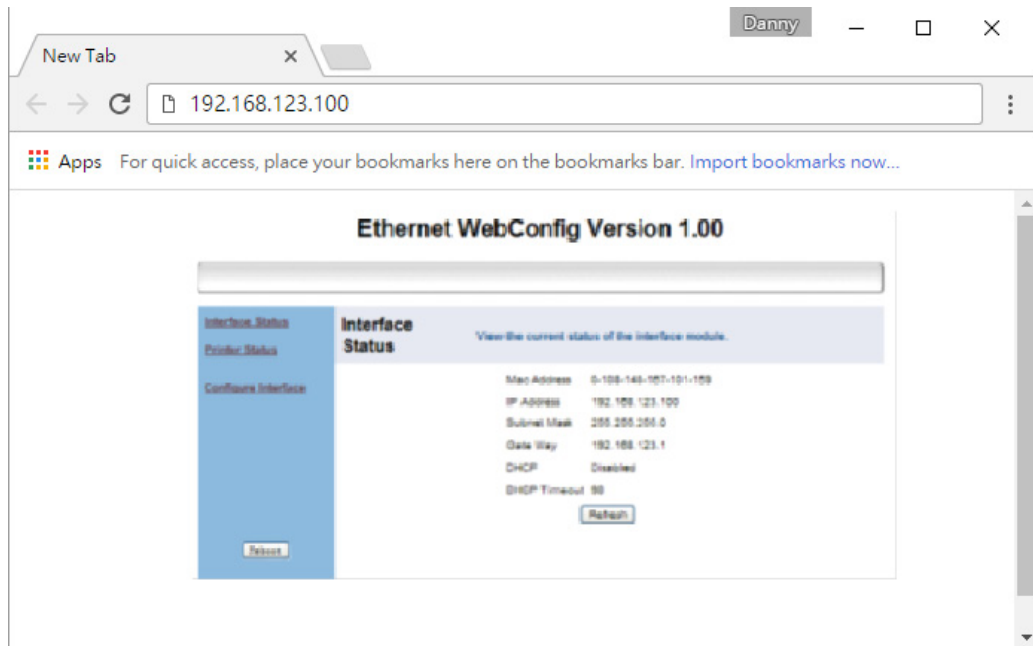 Danny
New Tab
192.168.123.100
Apps For quick access, place your bookmarks here on the bookmarks bar. Import bookmarks now...
Ethernet WebConfig Version 1.00
Interface Status
Printer Status
Configure Interface
Reboot
Interface
Status
View the current status of the interface module.
Mac Address
IP Address 192.168.123.100
Subnet Mask 255.255.255.0
Gate Way 192.168.123.1
DHCP Disabled
DHCP Timeout
Refresh